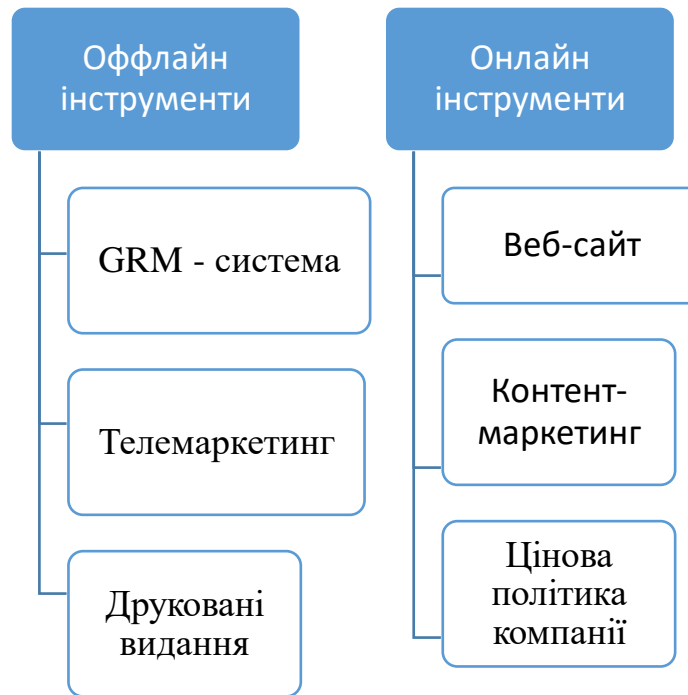 Оффлайн
інструменти
GRM - система
Телемаркетинг
Друковані
видання
Онлайн
інструменти
Веб-сайт
Контент-
маркетинг
Цінова
політика
компанії